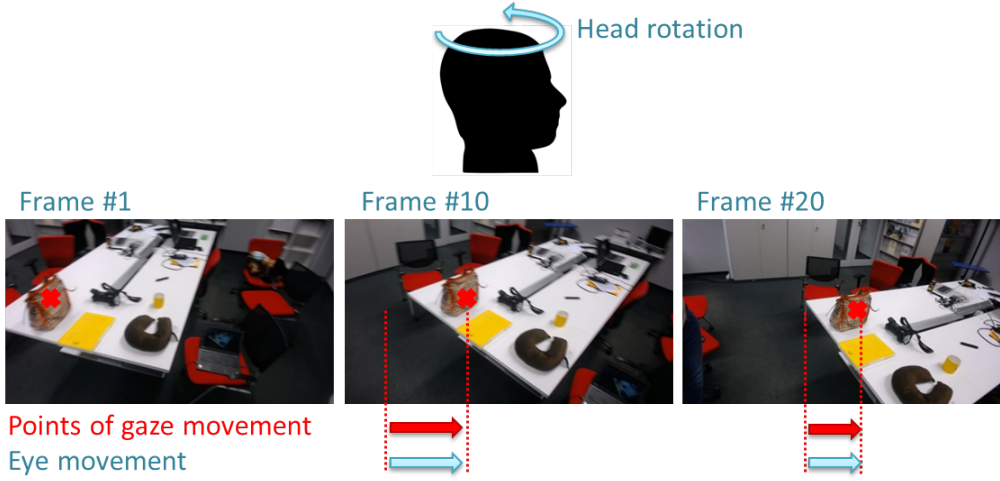 Head rotation
Frame #1
Frame #10
Frame #20
Points of gaze movement
Eye movement